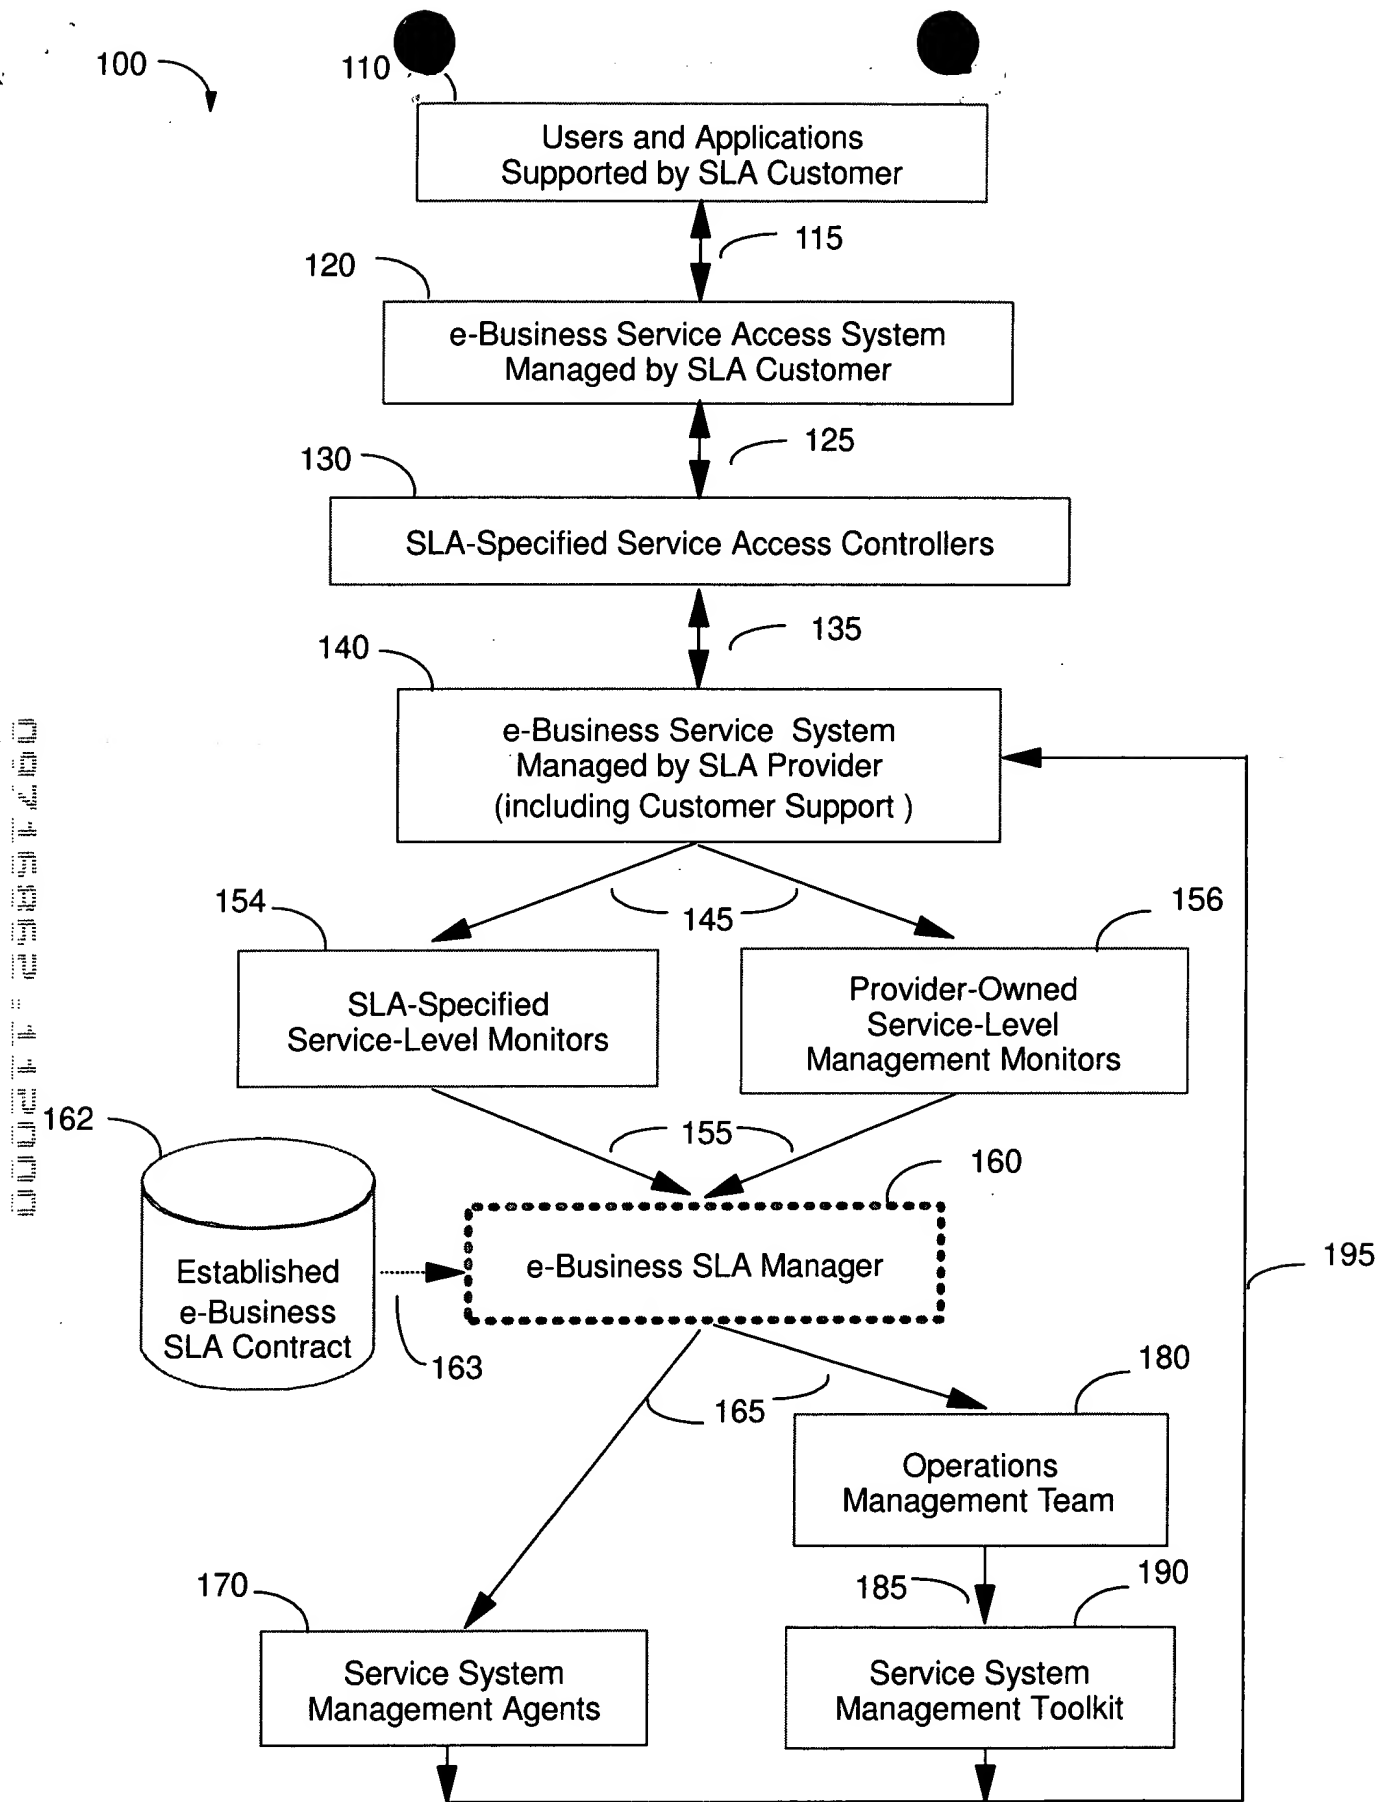 100
110
Users and Applications
Supported by SLA Customer
115
120
e-Business Service Access System
Managed by SLA Customer
125
130
SLA-Specified Service Access Controllers
135
140
e-Business Service System
Managed by SLA Provider
(including Customer Support )
145
154
156
SLA-Specified
Service-Level Monitors
Provider-Owned
Service-Level
Management Monitors
155
162
160
Established
e-Business
SLA Contract
163
e-Business SLA Manager
195
165
180
Operations
Management Team
185
190
170
Service System
Management Agents
Service System
Management Toolkit